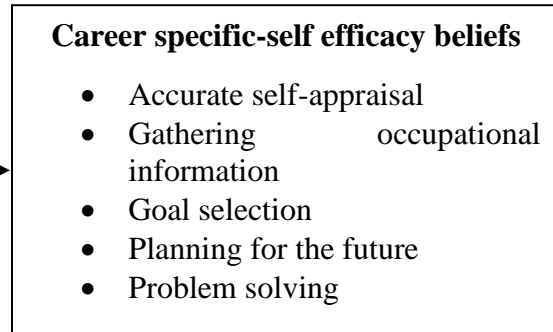 Career specific-self efficacy beliefs
• Accurate self-appraisal
• Gathering occupational
information
• Goal selection
• Planning for the future
• Problem solving